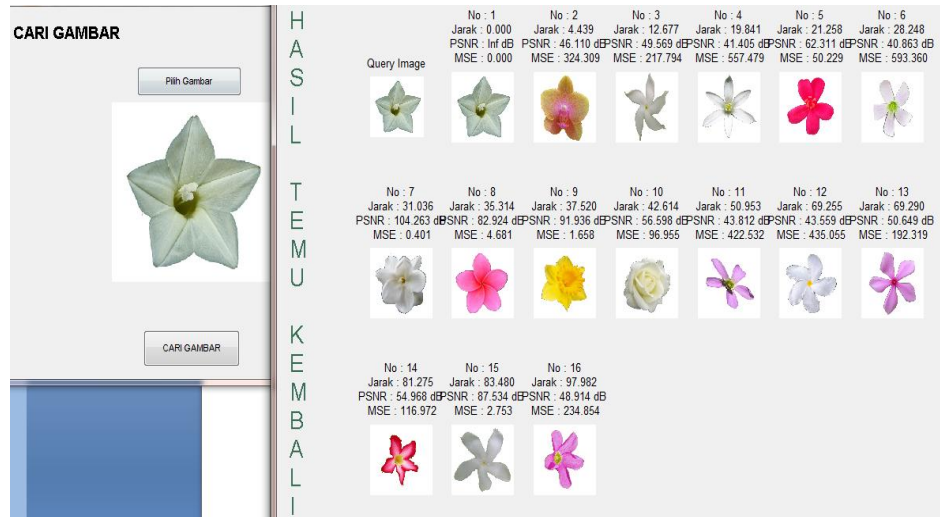 CARI GAMBAR
Pilih Gambar
CARI GAMBAR
HASIL TEMU KEMBALI
Query Image
No : 1
Jarak : 0.000
PSNR : Inf dB
MSE : 0.000
No : 2
Jarak : 4.439
PSNR : 46.110 dB
MSE : 324.309
No : 3
Jarak : 12.677
PSNR : 49.569 dB
MSE : 217.794
No : 4
Jarak : 19.841
PSNR : 41.405 dB
MSE : 557.479
No : 5
Jarak : 21.258
PSNR : 62.311 dB
MSE : 50.229
No : 6
Jarak : 28.248
PSNR : 40.863 dB
MSE : 593.360
No : 7
Jarak : 31.036
PSNR : 104.263 dB
MSE : 0.401
No : 8
Jarak : 35.314
PSNR : 82.924 dB
MSE : 4.681
No : 9
Jarak : 37.520
PSNR : 91.936 dB
MSE : 1.658
No : 10
Jarak : 42.614
PSNR : 56.598 dB
MSE : 96.955
No : 11
Jarak : 50.953
PSNR : 43.812 dB
MSE : 422.532
No : 12
Jarak : 69.255
PSNR : 43.559 dB
MSE : 435.055
No : 13
Jarak : 69.290
PSNR : 50.649 dB
MSE : 192.319
No : 14
Jarak : 81.275
PSNR : 54.968 dB
MSE : 116.972
No : 15
Jarak : 83.480
PSNR : 87.534 dB
MSE : 2.753
No : 16
Jarak : 97.982
PSNR : 48.914 dB
MSE : 234.854